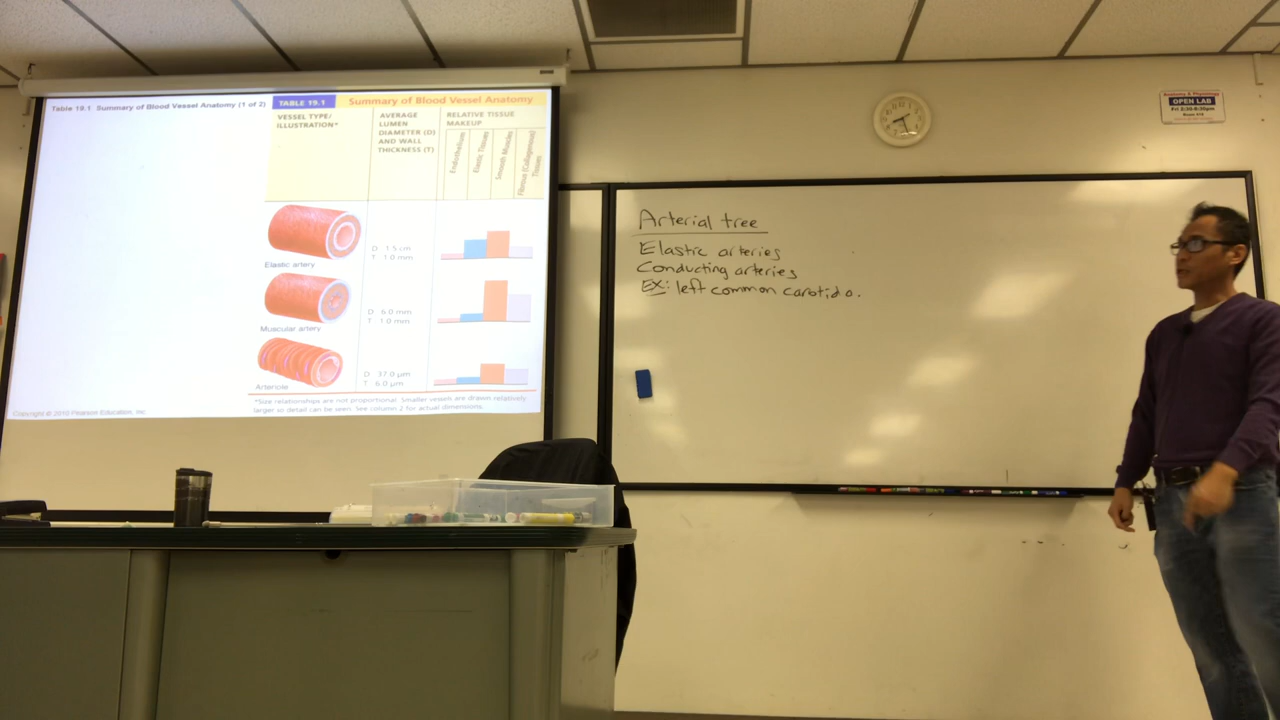 Table 19.1 Summary of Blood Vessel Anatomy (1 of 2)
TABLE 19.1 Summary of Blood Vessel Anatomy
VESSEL TYPE/
ILLUSTRATION*
AVERAGE
LUMEN
DIAMETER (D)
AND WALL
THICKNESS (T)
RELATIVE TISSUE
MAKEUP
Endothelium
Elastic Tissues
Smooth Muscles
Fibrous (Collagenous)
Tissues
Elastic artery
D 1.5 cm
T 1.0 mm
Muscular artery
D 6.0 mm
T 1.0 mm
Arteriole
D 37.0 µm
T 6.0 µm
*Size relationships are not proportional. Smaller vessels are drawn relatively
larger so detail can be seen. See column 2 for actual dimensions.
Copyright © 2010 Pearson Education, Inc.
Arterial tree
Elastic arteries
Conducting arteries
EX: left common carotid a.
Anatomy & Physiology
OPEN LAB